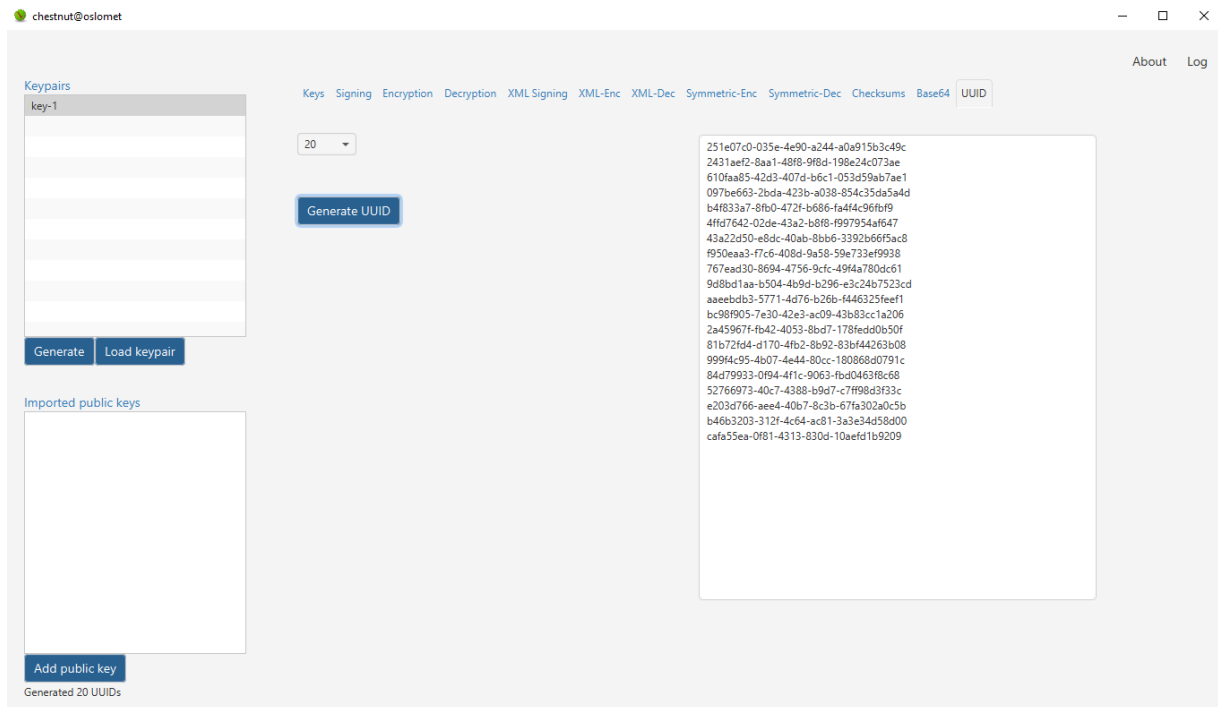 chestnut@oslomet
About Log
Keypairs
key-1
Generate Load keypair
Imported public keys
Add public key
Generated 20 UUIDs
Keys Signing Encryption Decryption XML Signing XML-Enc XML-Dec Symmetric-Enc Symmetric-Dec Checksums Base64 UUID
20
Generate UUID
251e07c0-035e-4e90-a244-a0a915b3c49c
2431aef2-8aa1-48f8-9f8d-198e24c073ae
610faa85-42d3-407d-b6c1-053d59ab7ae1
097be663-2bda-423b-a038-854c35da5a4d
b4f833a7-8fb0-472f-b686-fa4f4c96fbf9
4ffd7642-02de-43a2-b8f8-f997954af647
43a22d50-e8dc-40ab-8bb6-3392b66f5ac8
f950eaa3-f7c6-408d-9a58-59e733ef9938
767ead30-8694-4756-9cfc-49f4a780dc61
9d8bd1aa-b504-4b9d-b296-e3c24b7523cd
aaeebdb3-5771-4d76-b26b-f446325feef1
bc98f905-7e30-42e3-ac09-43b83cc1a206
2a45967f-fb42-4053-8bd7-178fedd0b50f
81b72fd4-d170-4fb2-8b92-83bf44263b08
999f4c95-4b07-4e44-80cc-180868d0791c
84d79933-0f94-4f1c-9063-fbd0463f8c68
52766973-40c7-4388-b9d7-c7ff98d3f33c
e203d766-aee4-40b7-8c3b-67fa302a0c5b
b46b3203-312f-4c64-ac81-3a3e34d58d00
cafa55ea-0f81-4313-830d-10aefd1b9209